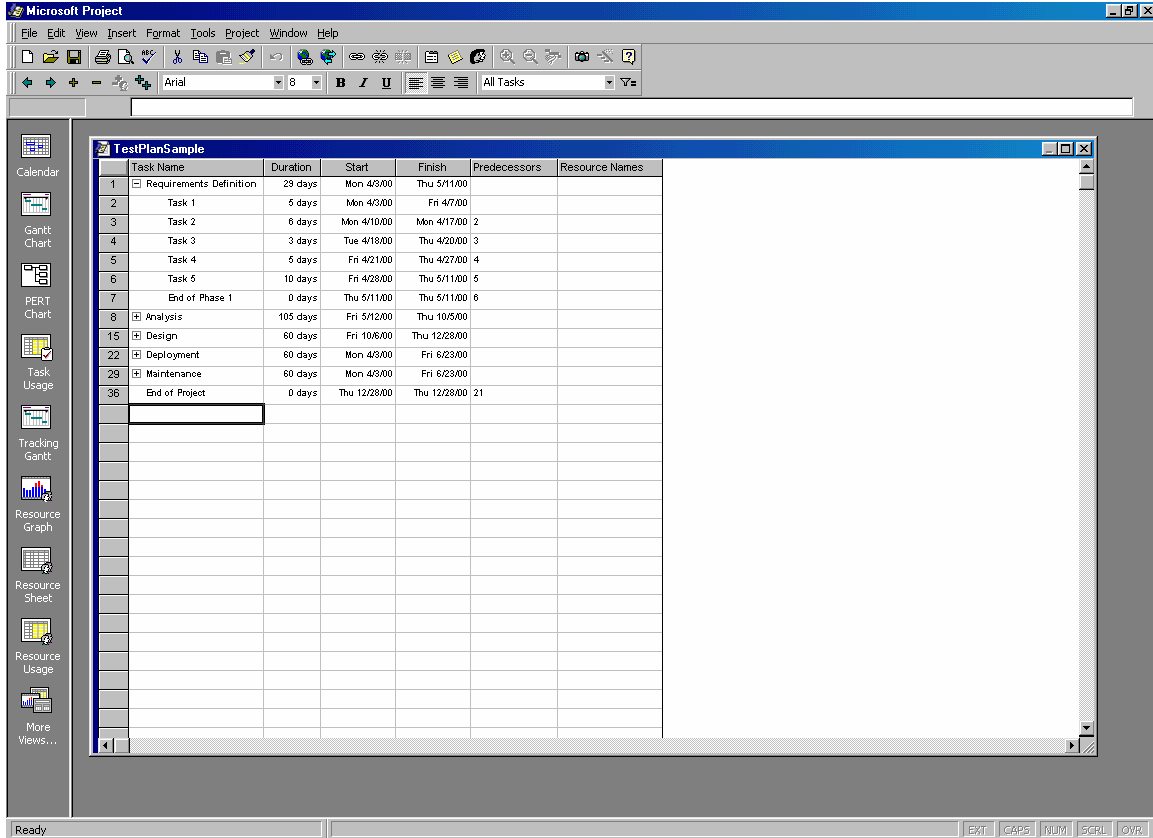 Microsoft Project
File Edit View Insert Format Tools Project Window Help
ABC
Arial 8 B I U All Tasks
TestPlanSample
Task Name Duration Start Finish Predecessors Resource Names
1 Requirements Definition 29 days Mon 4/3/00 Thu 5/11/00
2 Task 1 5 days Mon 4/3/00 Fri 4/7/00
3 Task 2 6 days Mon 4/10/00 Mon 4/17/00 2
4 Task 3 3 days Tue 4/18/00 Thu 4/20/00 3
5 Task 4 5 days Fri 4/21/00 Thu 4/27/00 4
6 Task 5 10 days Fri 4/28/00 Thu 5/11/00 5
7 End of Phase 1 0 days Thu 5/11/00 Thu 5/11/00 6
8 Analysis 105 days Fri 5/12/00 Thu 10/5/00
15 Design 60 days Fri 10/6/00 Thu 12/28/00
22 Deployment 60 days Mon 4/3/00 Fri 6/23/00
29 Maintenance 60 days Mon 4/3/00 Fri 6/23/00
36 End of Project 0 days Thu 12/28/00 Thu 12/28/00 21
Calendar
Gantt
Chart
PERT
Chart
Task
Usage
Tracking
Gantt
Resource
Graph
Resource
Sheet
Resource
Usage
More
Views...
Ready EXT CAPS NUM SCRL OVR